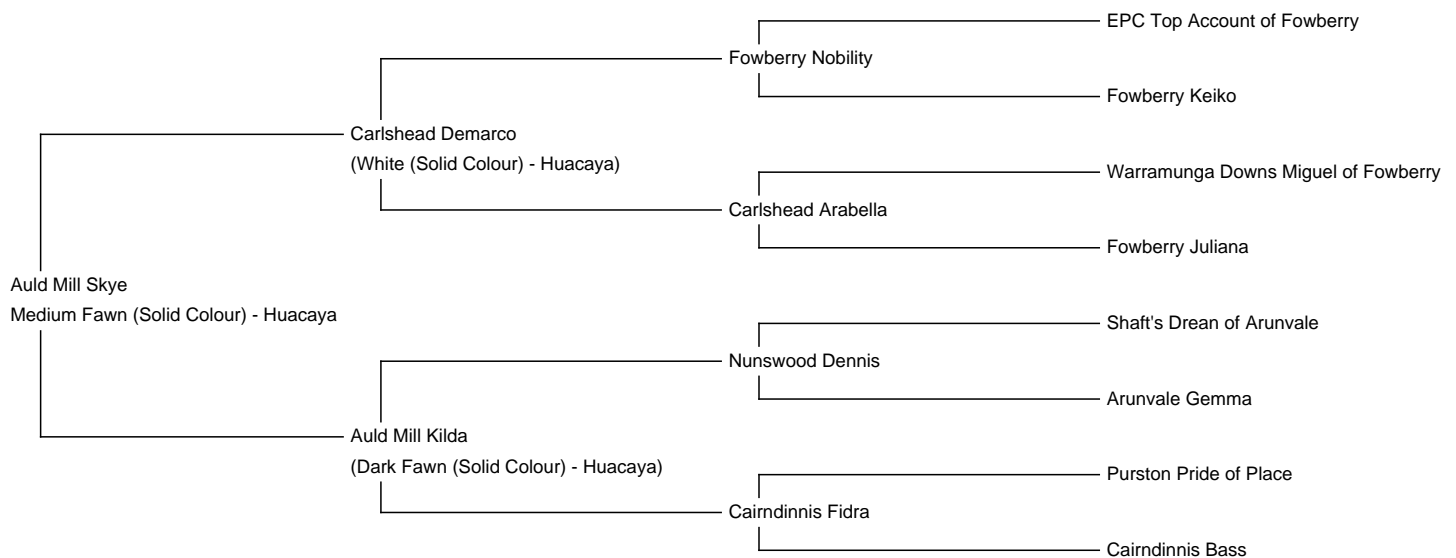 EPC Top Account of Fowberry
Fowberry Nobility
Fowberry Keiko
Carlshead Demarco
(White (Solid Colour) - Huacaya)
Warramunga Downs Miguel of Fowberry
Carlshead Arabella
Fowberry Juliana
Auld Mill Skye
Medium Fawn (Solid Colour) - Huacaya
Shaft's Drean of Arunvale
Nunswood Dennis
Arunvale Gemma
Auld Mill Kilda
(Dark Fawn (Solid Colour) - Huacaya)
Purston Pride of Place
Cairndinnis Fidra
Cairndinnis Bass